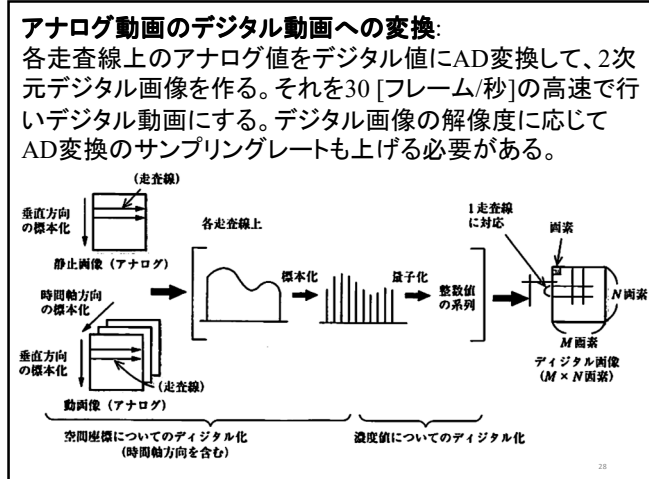 アナログ動画のデジタル動画への変換:
各走査線上のアナログ値をデジタル値にAD変換して、2次
元デジタル画像を作る。それを30 [フレーム/秒]の高速で行
いデジタル動画にする。デジタル画像の解像度に応じて
AD変換のサンプリングレートも上げる必要がある。
(走査線)
垂直方向
の標本化
静止画像 (アナログ)
時間軸方向
の標本化
垂直方向
の標本化
(走査線)
動画像 (アナログ)
各走査線上
標本化
量子化
整数値
の系列
1走査線
に対応
画素
N画素
M画素
ディジタル画像
(M × N画素)
空間座標についてのディジタル化
(時間軸方向を含む)
濃度値についてのディジタル化
28